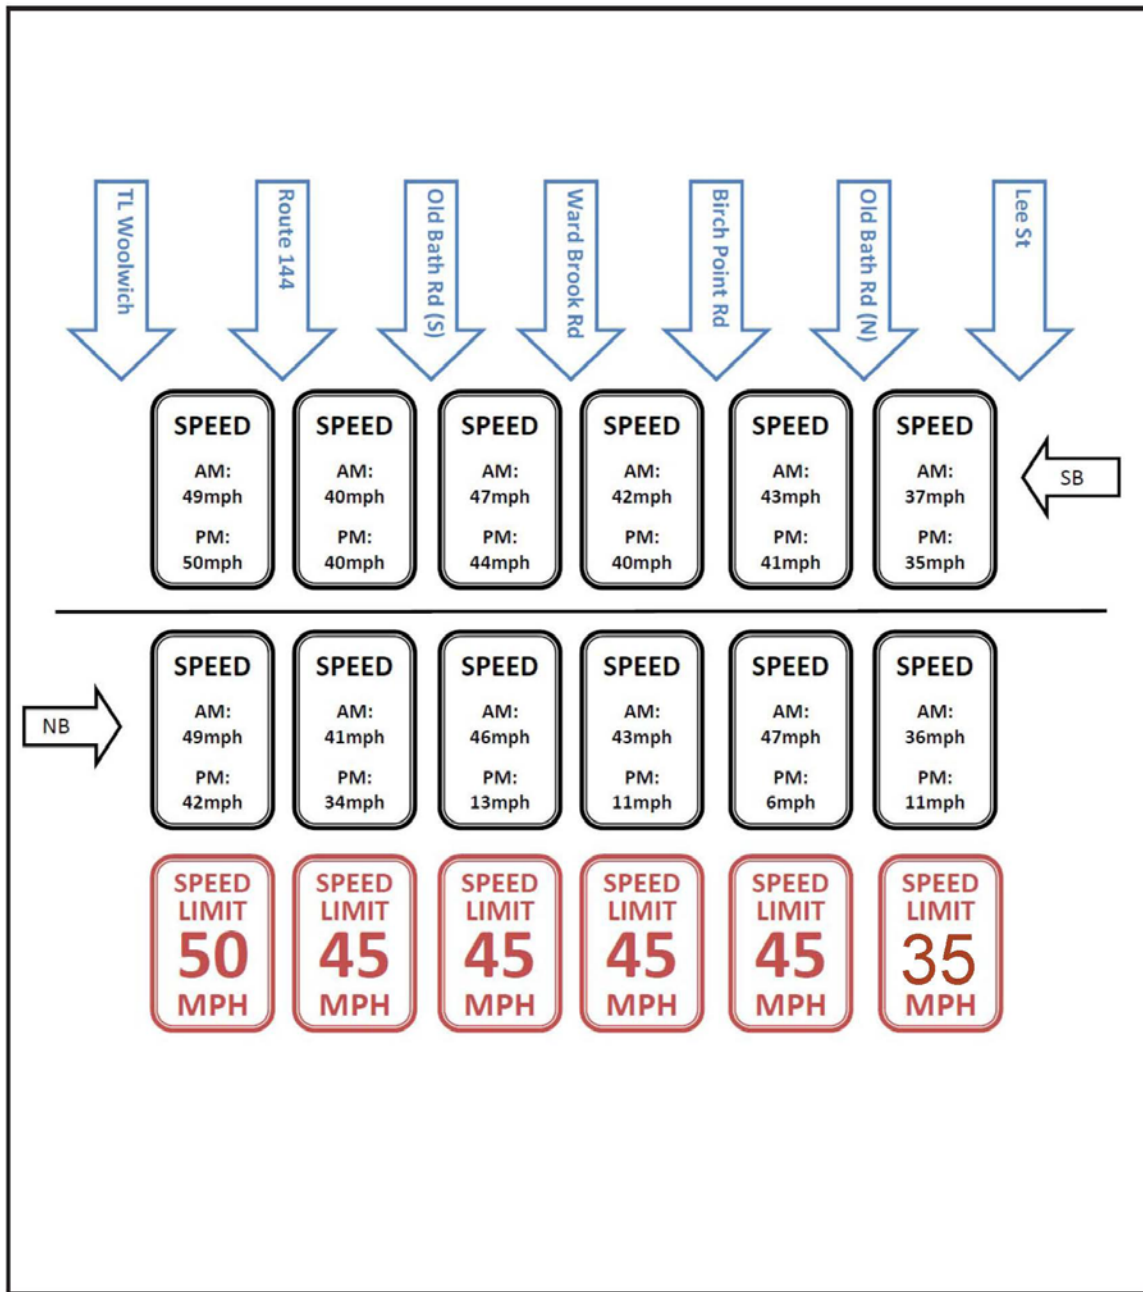 TL Woolwich
Route 144
Old Bath Rd (S)
Ward Brook Rd
Birch Point Rd
Old Bath Rd (N)
Lee St
SPEED
AM:
49mph
PM:
50mph
SPEED
AM:
40mph
PM:
40mph
SPEED
AM:
47mph
PM:
44mph
SPEED
AM:
42mph
PM:
40mph
SPEED
AM:
43mph
PM:
41mph
SPEED
AM:
37mph
PM:
35mph
SB
NB
SPEED
AM:
49mph
PM:
42mph
SPEED
AM:
41mph
PM:
34mph
SPEED
AM:
46mph
PM:
13mph
SPEED
AM:
43mph
PM:
11mph
SPEED
AM:
47mph
PM:
6mph
SPEED
AM:
36mph
PM:
11mph
SPEED
LIMIT
50
MPH
SPEED
LIMIT
45
MPH
SPEED
LIMIT
45
MPH
SPEED
LIMIT
45
MPH
SPEED
LIMIT
45
MPH
SPEED
LIMIT
35
MPH